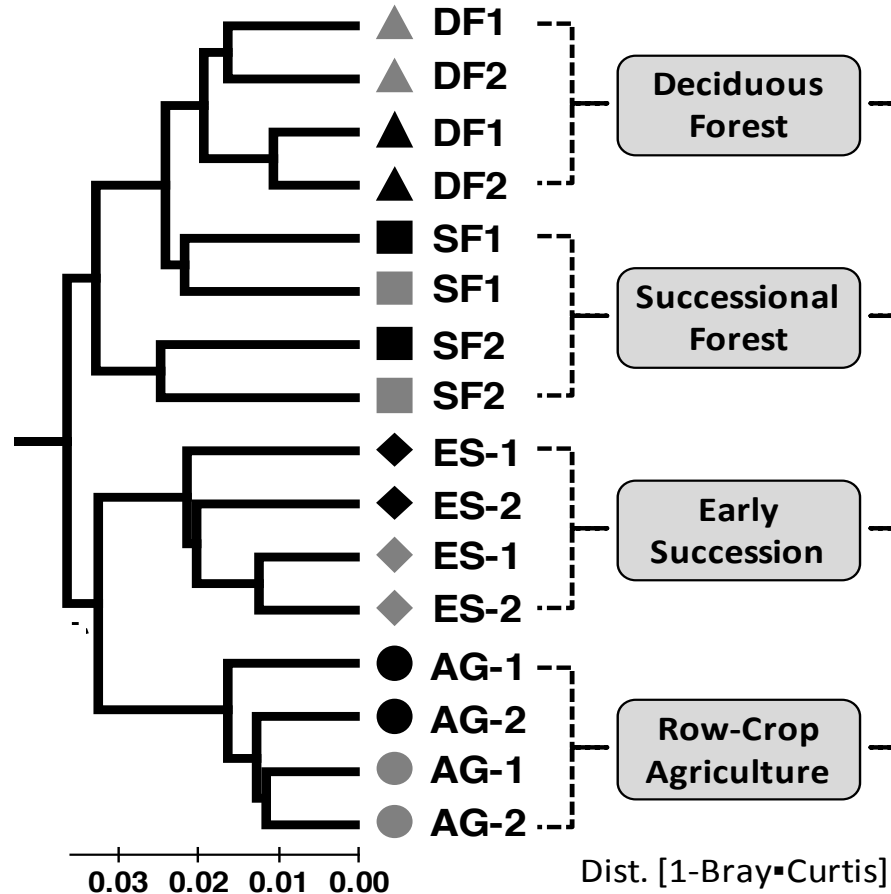 DF1
DF2
DF1
DF2
SF1
SF1
SF2
SF2
ES-1
ES-2
ES-1
ES-2
AG-1
AG-2
AG-1
AG-2
Deciduous
Forest
Successional
Forest
Early
Succession
Row-Crop
Agriculture
0.03 0.02 0.01 0.00
Dist. [1-Bray▪Curtis]